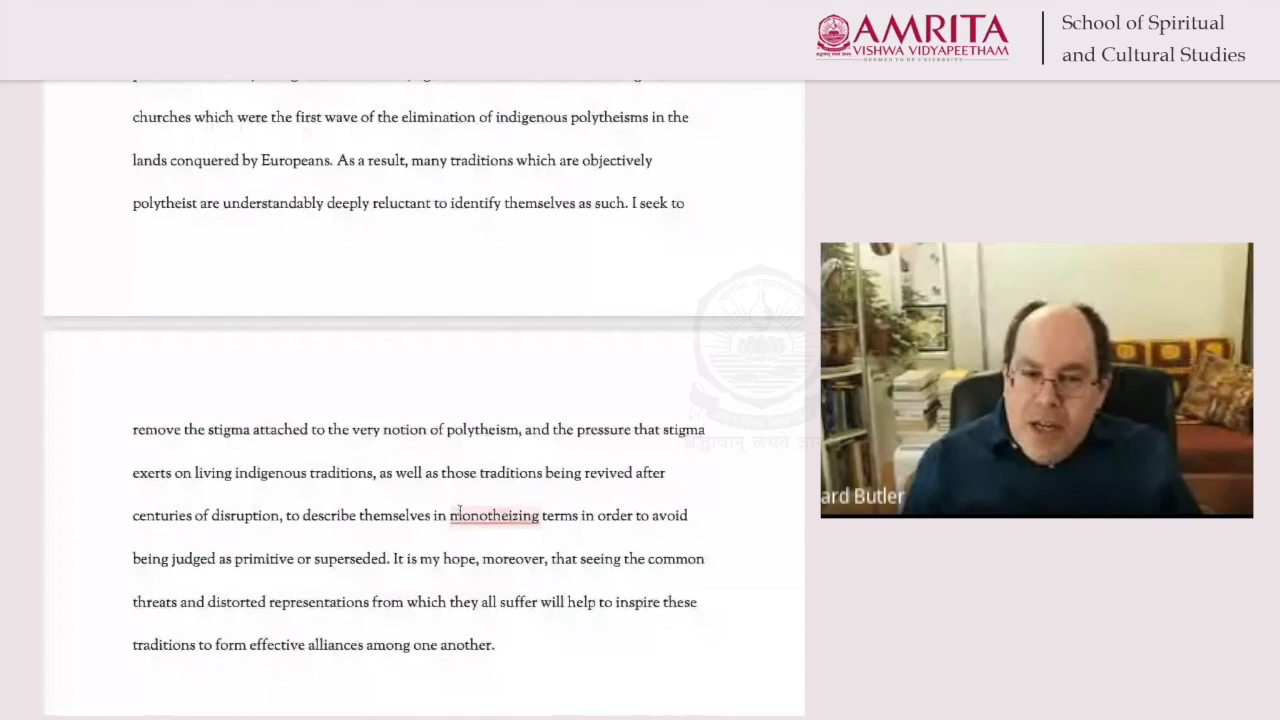 AMRITA
VISHWA VIDYAPEETHAM
DEEMED TO BE UNIVERSITY
School of Spiritual
and Cultural Studies
churches which were the first wave of the elimination of indigenous polytheisms in the
lands conquered by Europeans. As a result, many traditions which are objectively
polytheist are understandably deeply reluctant to identify themselves as such. I seek to
remove the stigma attached to the very notion of polytheism, and the pressure that stigma
exerts on living indigenous traditions, as well as those traditions being revived after
centuries of disruption, to describe themselves in monotheizing terms in order to avoid
being judged as primitive or superseded. It is my hope, moreover, that seeing the common
threats and distorted representations from which they all suffer will help to inspire these
traditions to form effective alliances among one another.
ard Butler